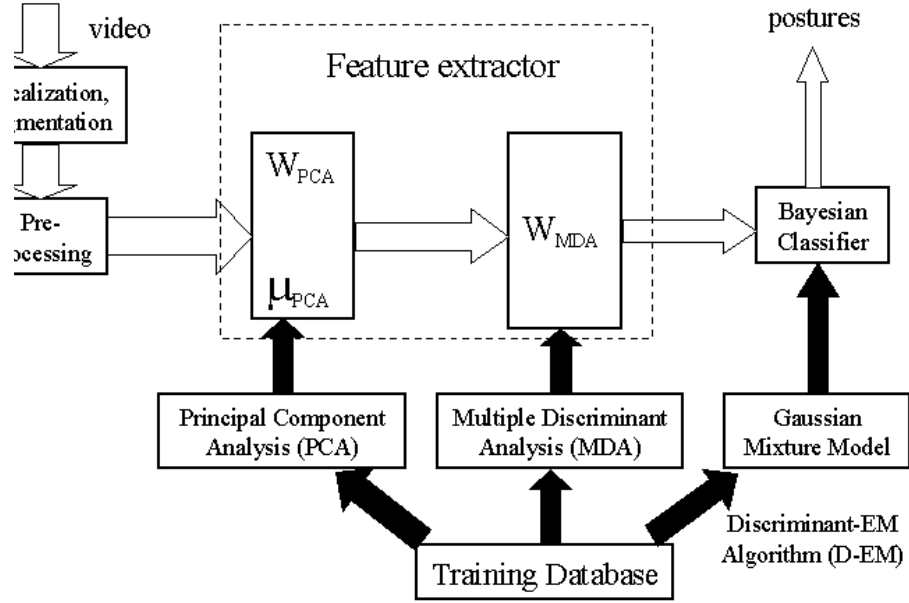 video
postures
Feature extractor
calization,
gmentation
W_PCA
μ_PCA
W_MDA
Pre-
ocessing
Bayesian
Classifier
Principal Component
Analysis (PCA)
Multiple Discriminant
Analysis (MDA)
Gaussian
Mixture Model
Discriminant-EM
Algorithm (D-EM)
Training Database